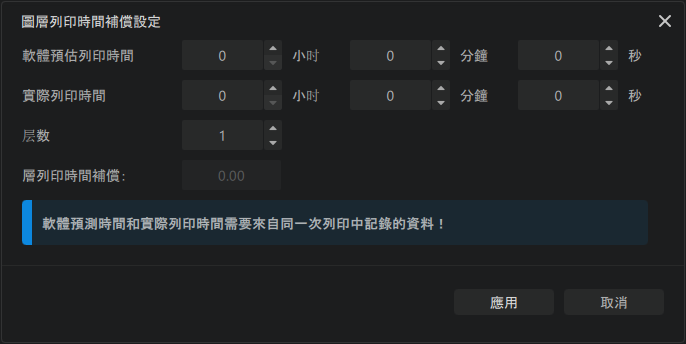 圖層列印時間補償設定
軟體預估列印時間 0 小时 0 分鐘 0 秒
實際列印時間 0 小时 0 分鐘 0 秒
层数 1
層列印時間補償： 0.00
軟體預測時間和實際列印時間需要來自同一次列印中記錄的資料！
應用 取消